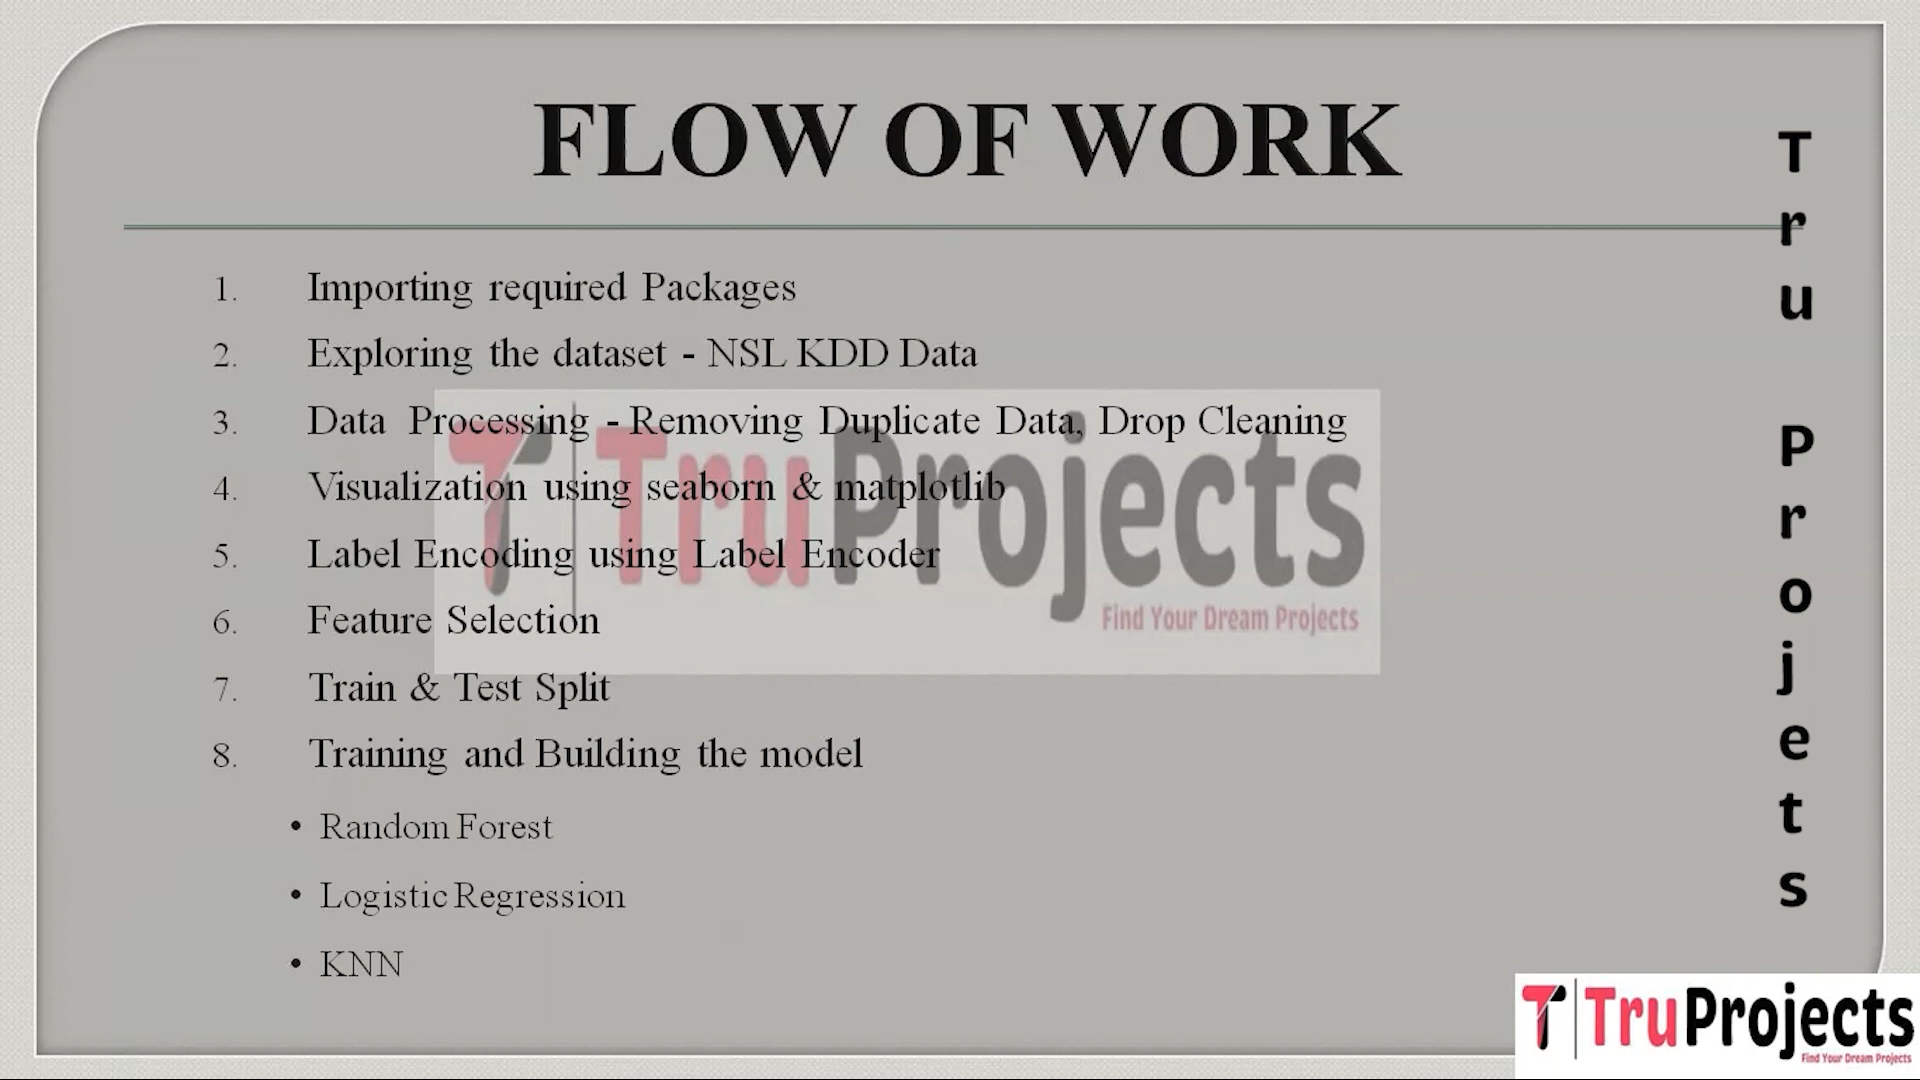 FLOW OF WORK
1. Importing required Packages
2. Exploring the dataset - NSL KDD Data
3. Data Processing - Removing Duplicate Data, Drop Cleaning
4. Visualization using seaborn & matplotlib
5. Label Encoding using Label Encoder
6. Feature Selection
7. Train & Test Split
8. Training and Building the model
• Random Forest
• Logistic Regression
• KNN
TruProjects
Find Your Dream Projects
Tru Projets
TruProjects
Find Your Dream Projects